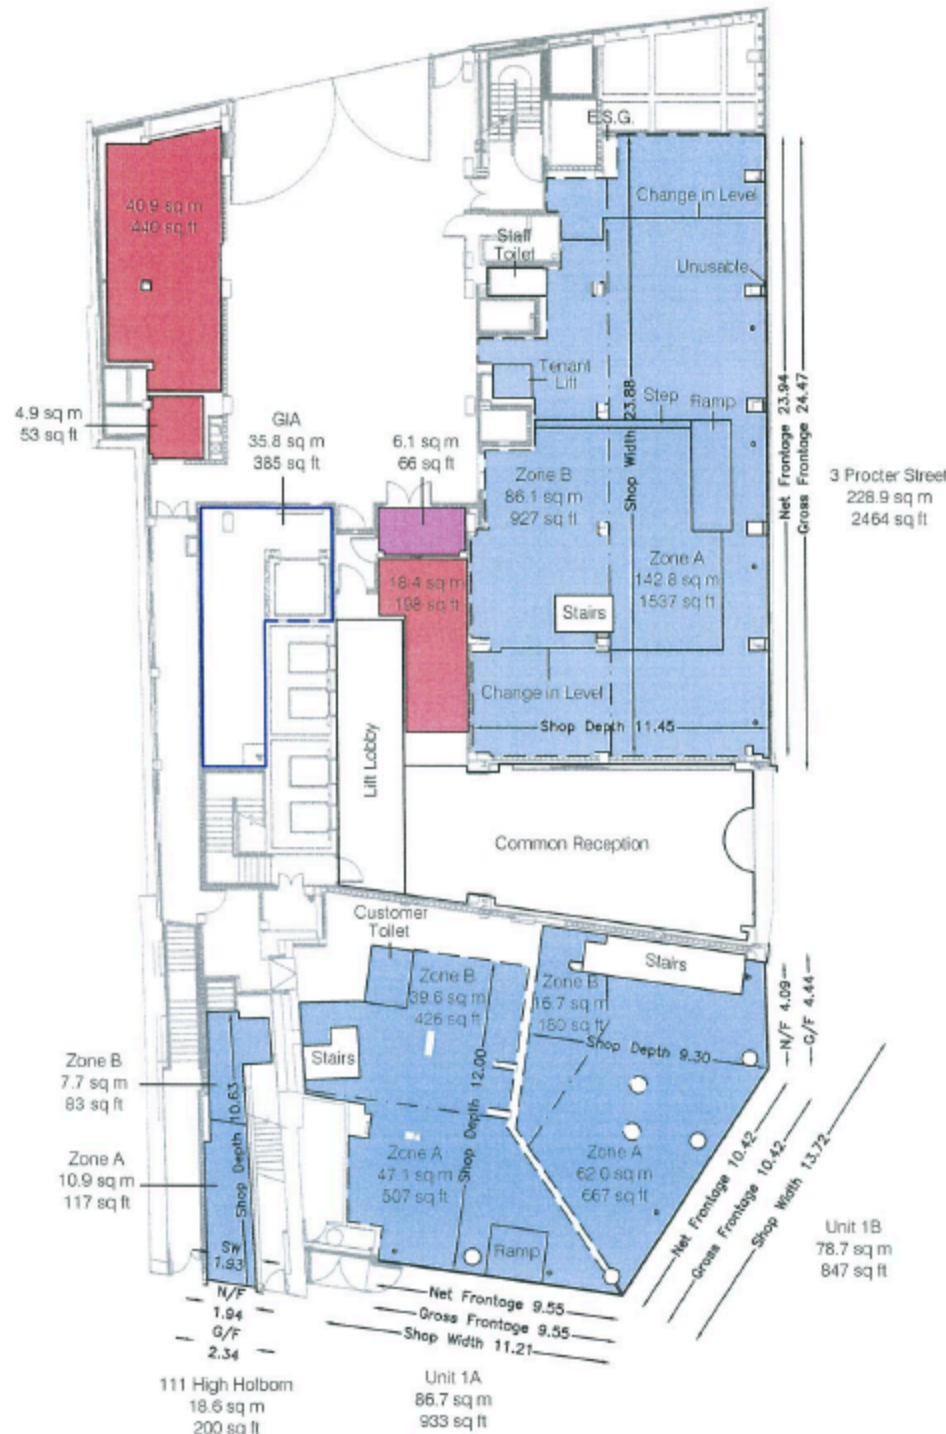 E.S.G.
Change in Level
40.9 sq m
440 sq ft
Staff
Toilet
Unusable
Tenant
Lift
Step
Ramp
4.9 sq m
53 sq ft
GIA
35.8 sq m
385 sq ft
6.1 sq m
66 sq ft
Shop Width 23.88
Net Frontage 23.94
Gross Frontage 24.47
Zone B
86.1 sq m
927 sq ft
3 Procter Street
228.9 sq m
2464 sq ft
Zone A
142.8 sq m
1537 sq ft
18.4 sq m
198 sq ft
Stairs
Change in Level
Shop Depth 11.45
Lift Lobby
Common Reception
Customer
Toilet
Zone B
39.6 sq m
426 sq ft
Stairs
Zone B
16.7 sq m
180 sq ft
Stairs
Shop Depth 9.30
N/F 4.09
G/F 4.44
Shop Depth 12.00
Zone B
7.7 sq m
83 sq ft
Shop Depth 10.63
Zone A
10.9 sq m
117 sq ft
Zone A
47.1 sq m
507 sq ft
Zone A
62.0 sq m
667 sq ft
Net Frontage 10.42
Gross Frontage 10.42
Shop Width 13.72
Unit 1B
78.7 sq m
847 sq ft
Ramp
SW
1.93
N/F
1.94
G/F
2.34
Net Frontage 9.55
Gross Frontage 9.55
Shop Width 11.21
111 High Holborn
18.6 sq m
200 sq ft
Unit 1A
86.7 sq m
933 sq ft